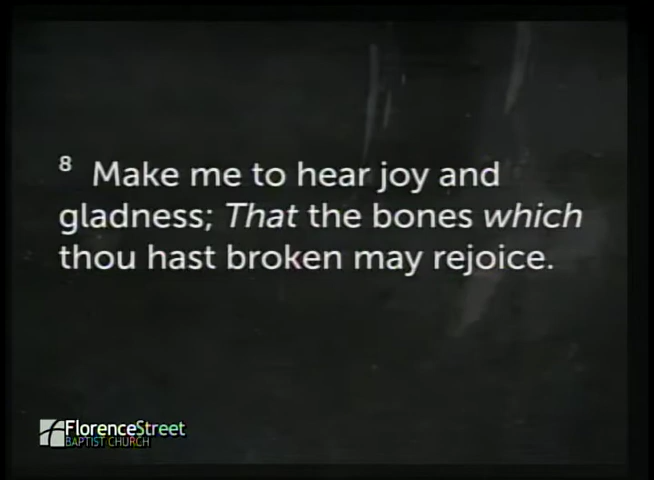 8 Make me to hear joy and
gladness; That the bones which
thou hast broken may rejoice.
FlorenceStreet
BAPTIST CHURCH